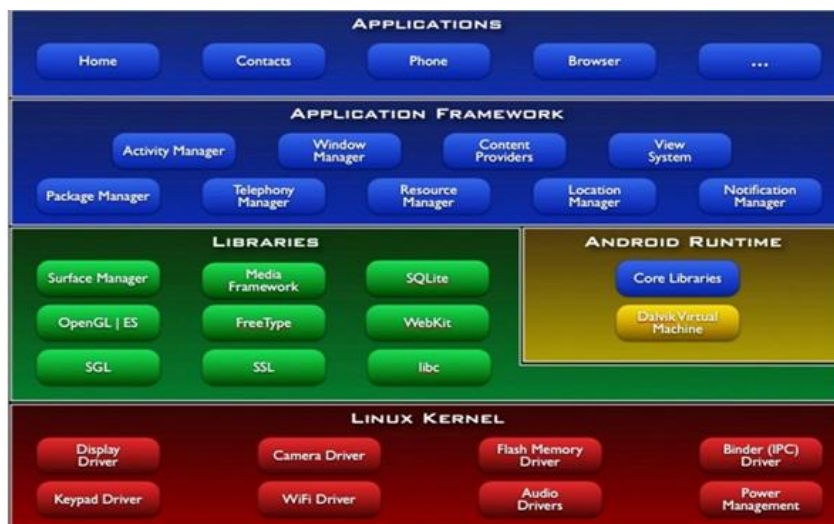 APPLICATIONS
Home Contacts Phone Browser ...
APPLICATION FRAMEWORK
Activity Manager Window Manager Content Providers View System
Package Manager Telephony Manager Resource Manager Location Manager Notification Manager
LIBRARIES
Surface Manager Media Framework SQLite
OpenGL | ES FreeType WebKit
SGL SSL libc
ANDROID RUNTIME
Core Libraries
Dalvik Virtual Machine
LINUX KERNEL
Display Driver Camera Driver Flash Memory Driver Binder (IPC) Driver
Keypad Driver WiFi Driver Audio Drivers Power Management